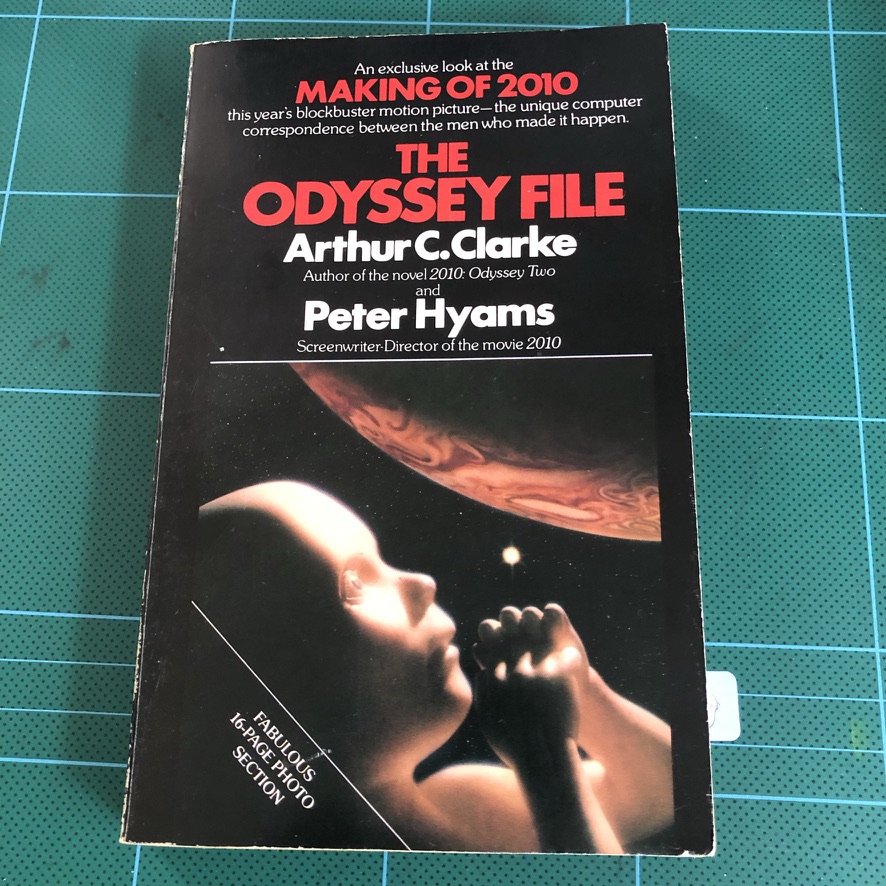 An exclusive look at the
MAKING OF 2010
this year's blockbuster motion picture—the unique computer
correspondence between the men who made it happen.
THE
ODYSSEY FILE
Arthur C. Clarke
Author of the novel 2010: Odyssey Two
and
Peter Hyams
Screenwriter-Director of the movie 2010
FABULOUS
16-PAGE PHOTO
SECTION